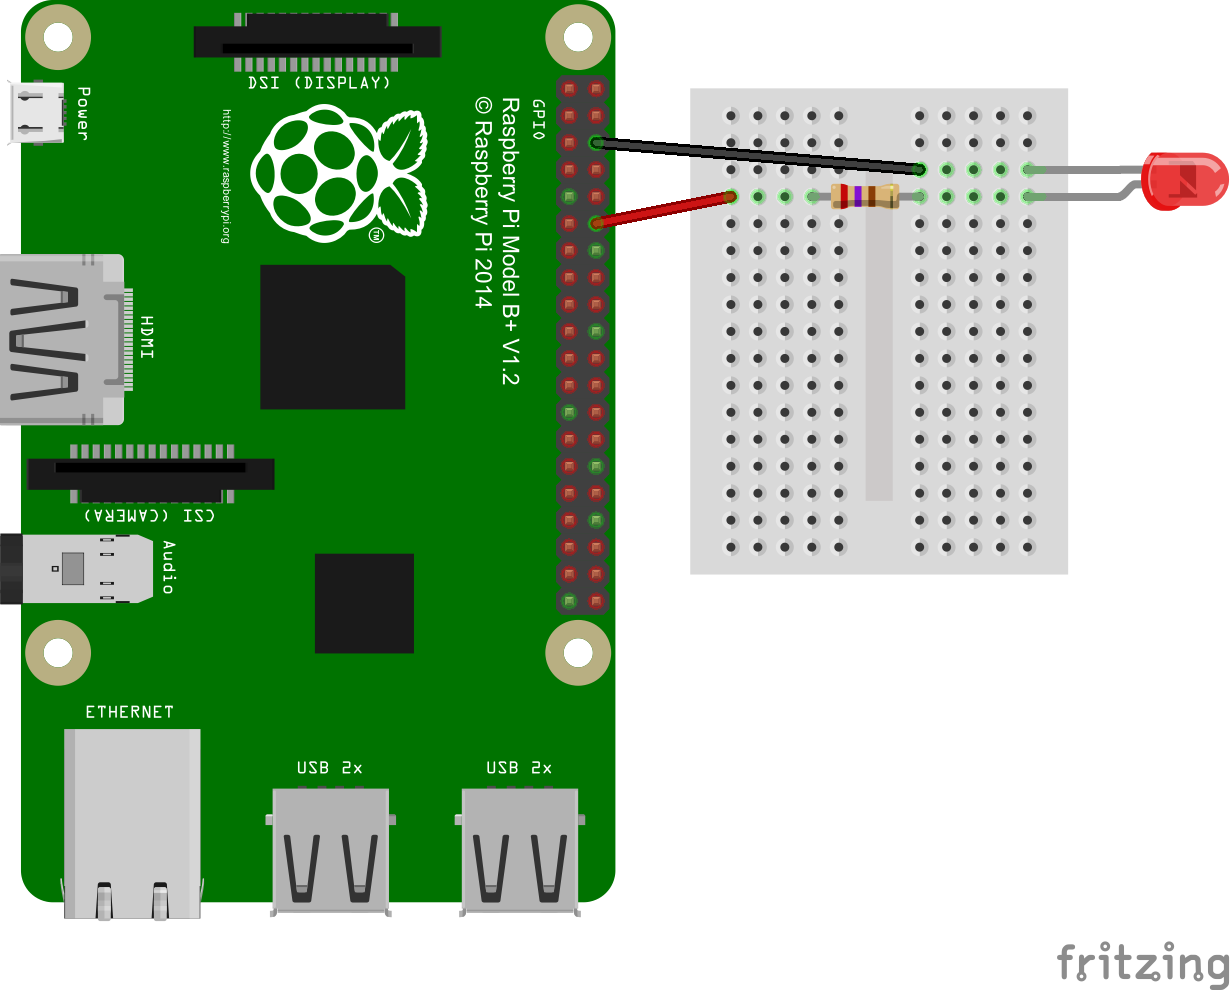 DSI (DISPLAY)
Power
http://www.raspberrypi.org
GPIO
Raspberry Pi Model B+ V1.2
© Raspberry Pi 2014
TM
HDMI
CSI (CAMERA)
Audio
ETHERNET
USB 2x
USB 2x
fritzing